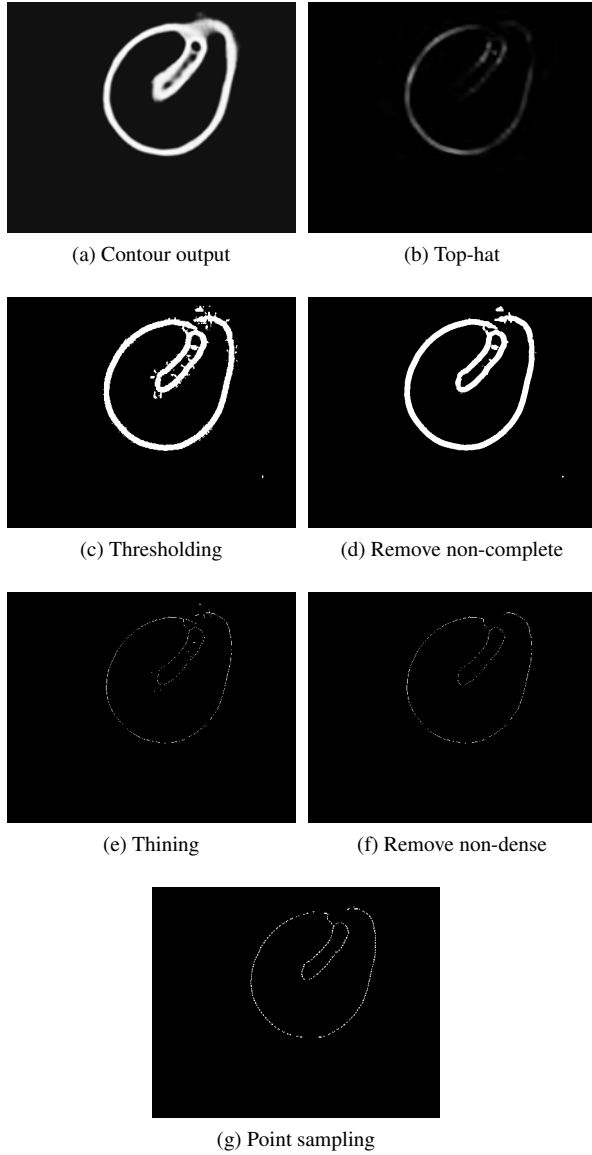 (a) Contour output
(b) Top-hat
(c) Thresholding
(d) Remove non-complete
(e) Thining
(f) Remove non-dense
(g) Point sampling